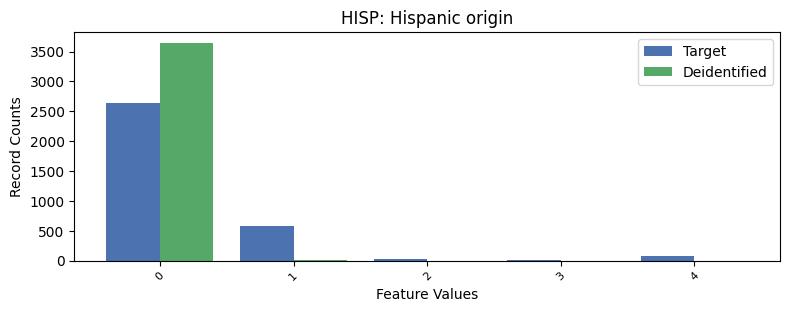 HISP: Hispanic origin
Target
Deidentified
3500
3000
2500
2000
1500
1000
500
0
Record Counts
0
1
2
3
4
Feature Values